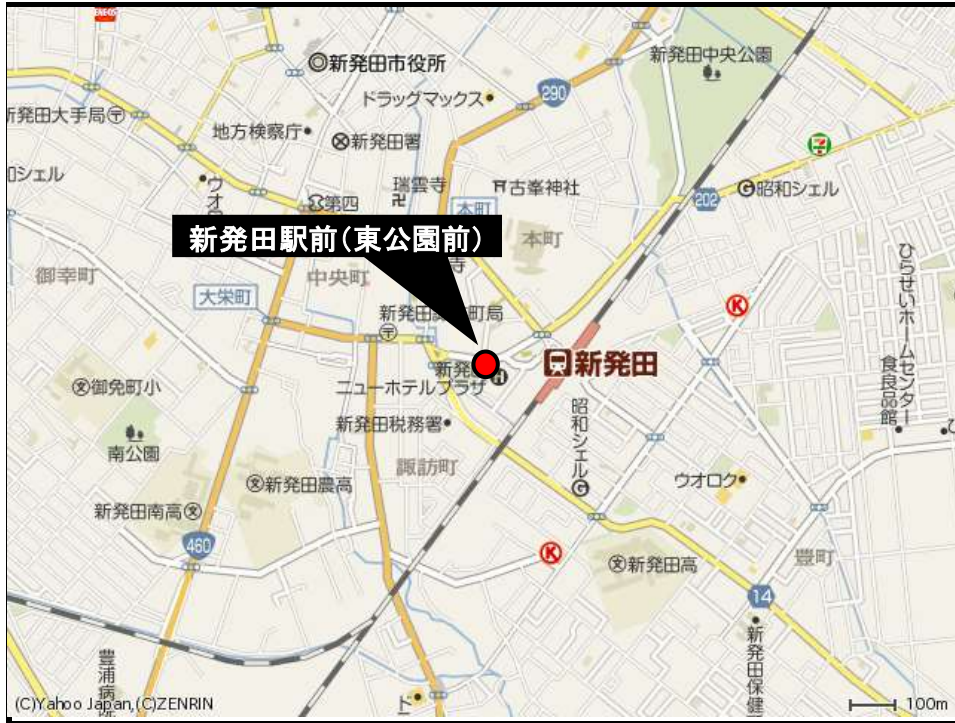 ENEOS
新発田市役所
新発田中央公園
ドラッグマックス
290
新発田大手局
地方検察庁
新発田署
シェル
ウオ
瑞雲寺
古峯神社
202
昭和シェル
第四
本町
新発田駅前(東公園前)
本町
寺
御幸町
中央町
大栄町
新発田
町局
K
ひらせいホームセンター
食良品館
新発田
新発
H
ニューホテルプラザ
御免町小
昭和シェル
新発田税務署
南公園
諏訪町
新発田農高
ウオロク
新発田南高
460
K
新発田高
豊町
14
新発田保健
豊浦病院
ト
(C)Yahoo Japan,(C)ZENRIN
100m